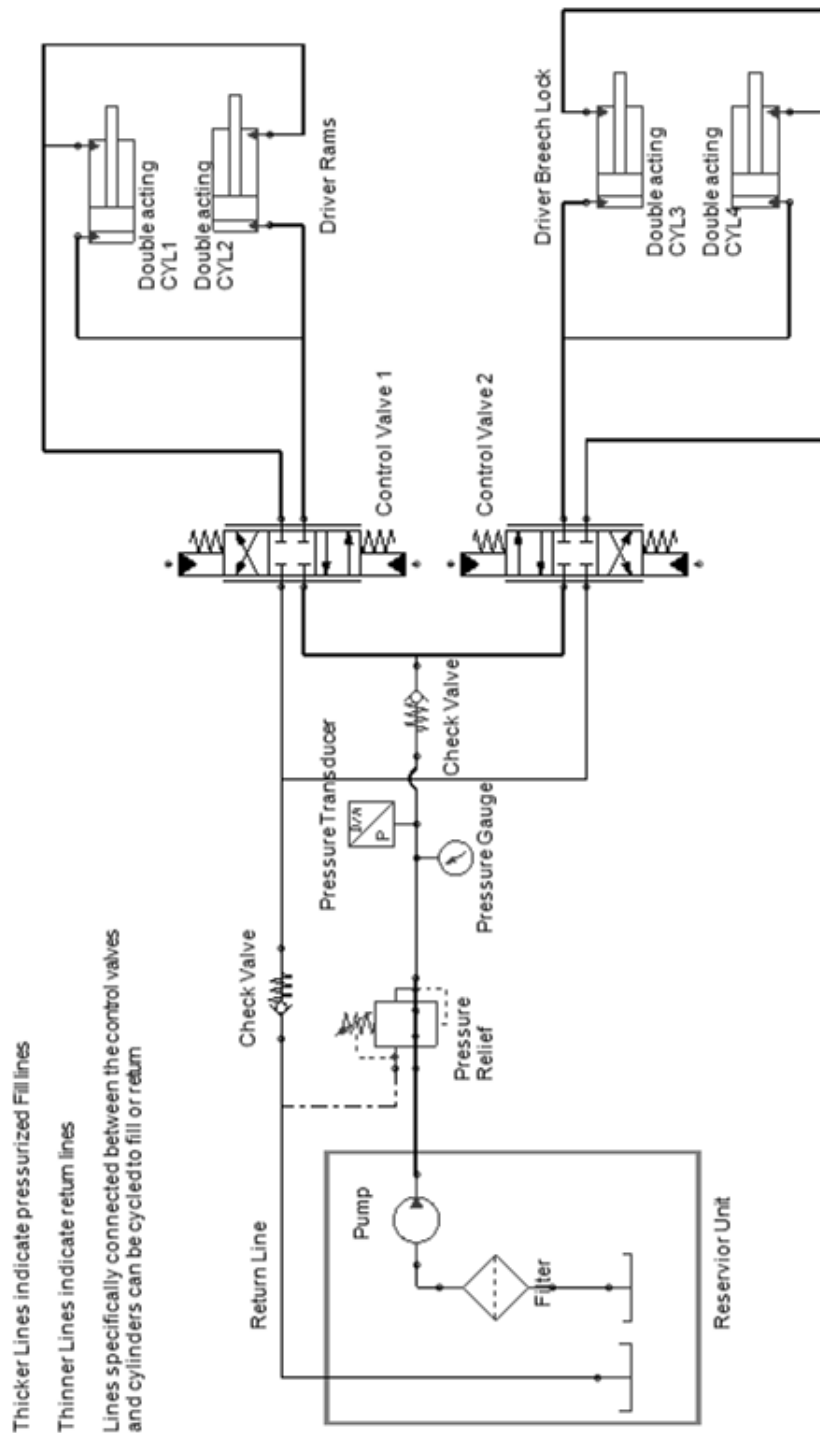 Thicker Lines indicate pressurized Fill lines
Thinner Lines indicate return lines
Lines specifically connected between the control valves
and cylinders can be cycled to fill or return
Return Line
Check Valve
Pump
Filter
Reservior Unit
Pressure
Relief
Pressure Transducer
P
Pressure Gauge
Check Valve
Control Valve 1
Control Valve 2
Double acting
CYL1
Double acting
CYL2
Driver Rams
Driver Breech Lock
Double acting
CYL3
Double acting
CYL4